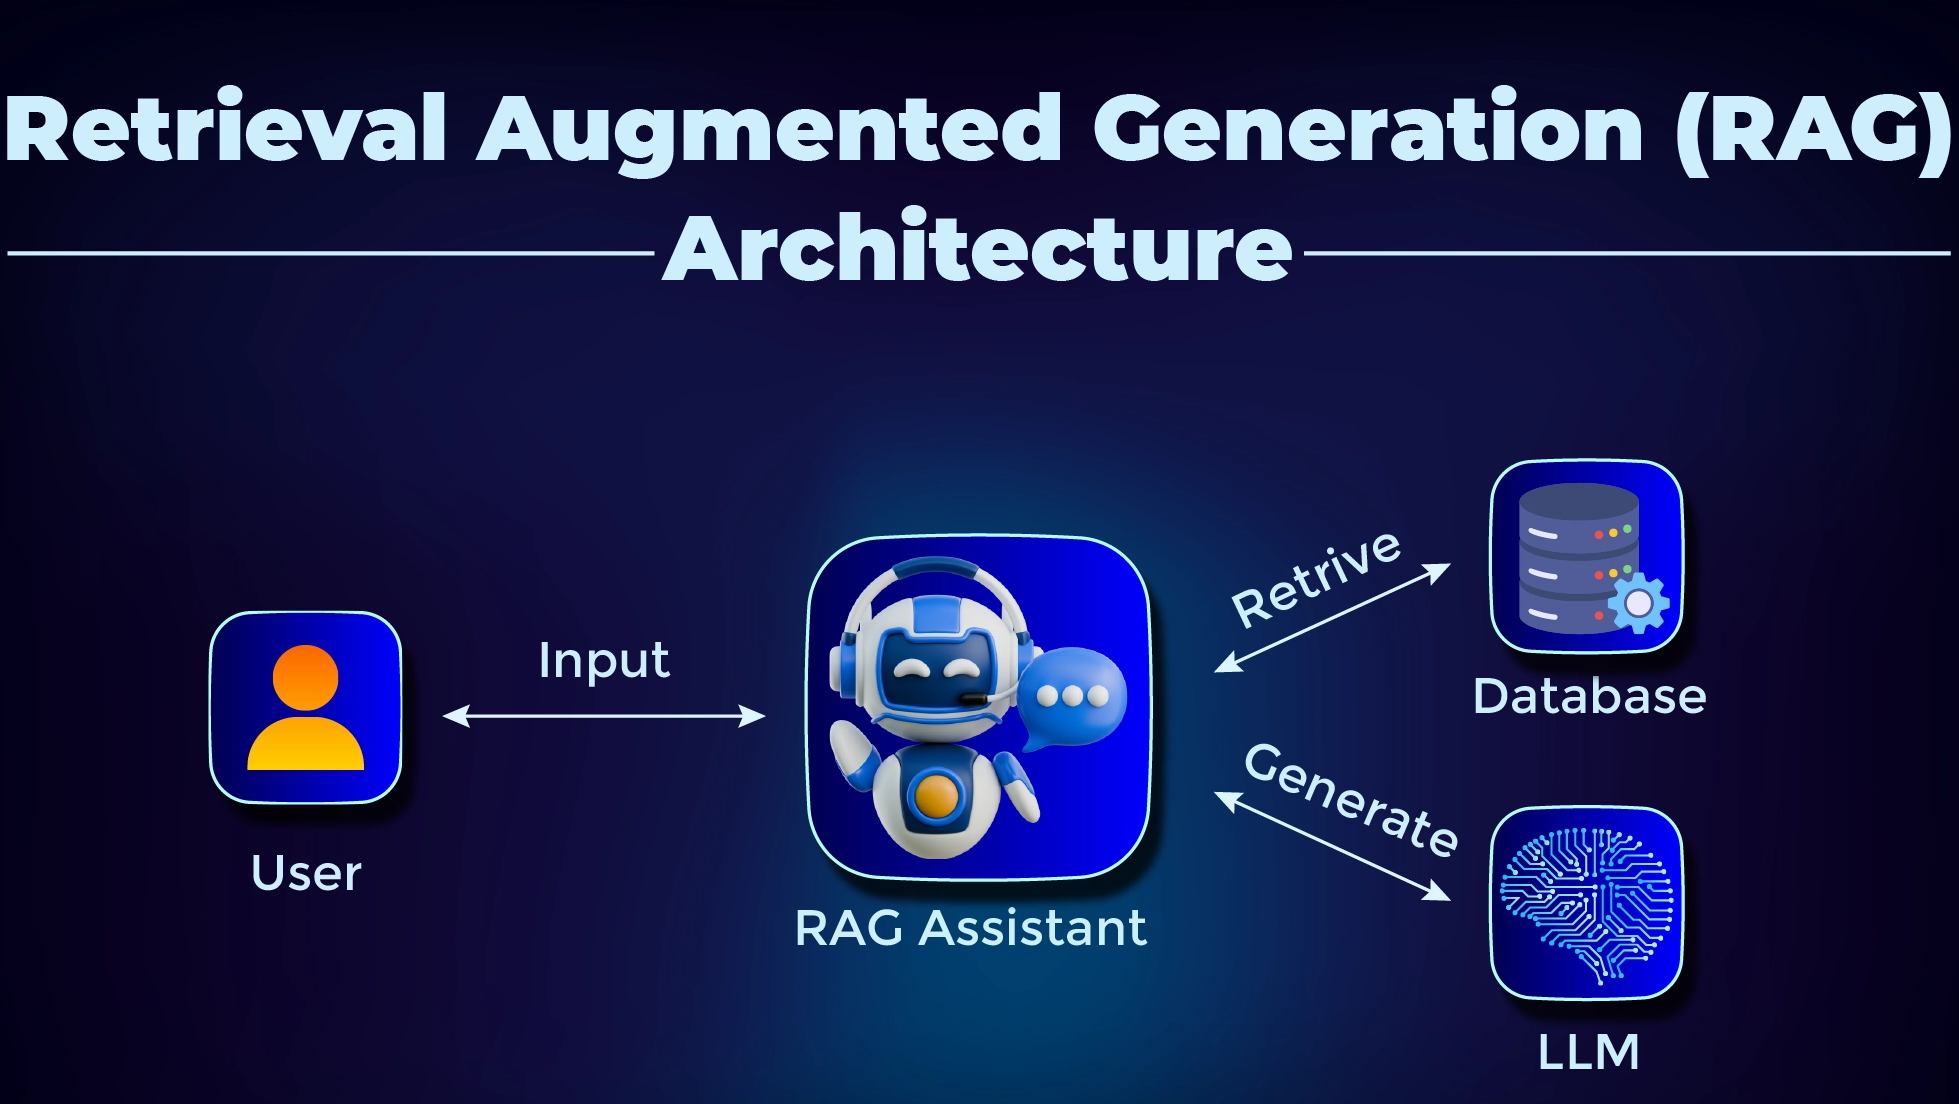 Retrieval Augmented Generation (RAG)
Architecture
Input
User
RAG Assistant
Retrive
Database
Generate
LLM